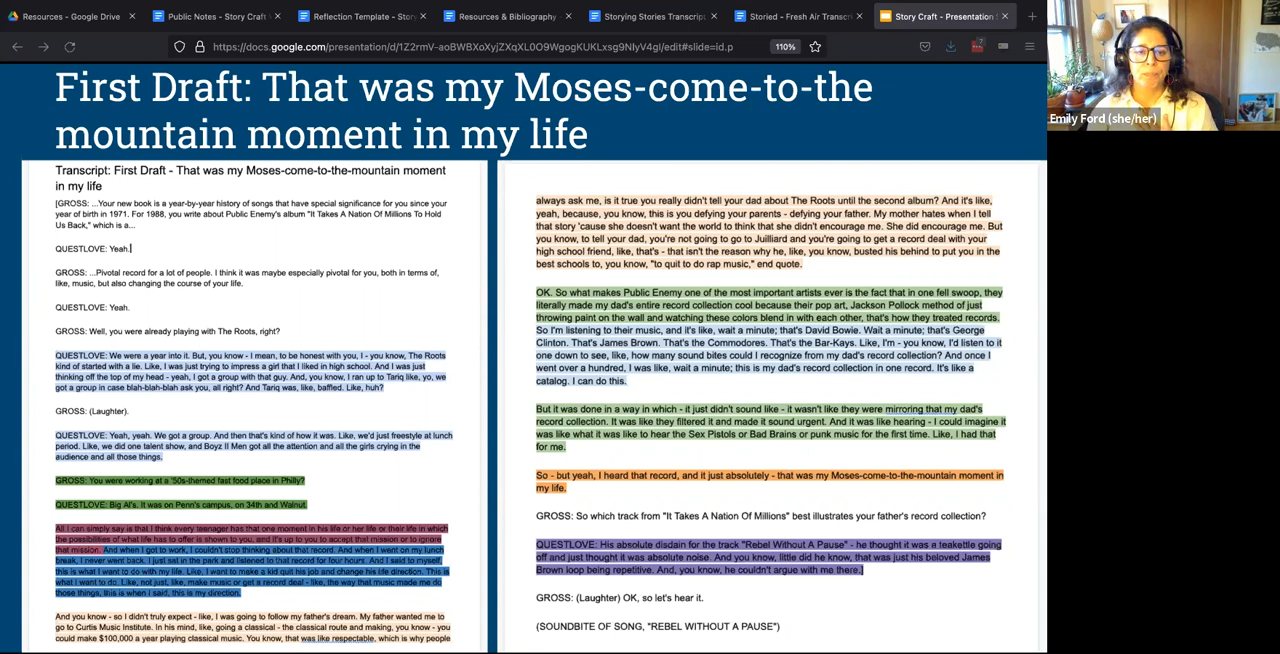 Resources - Google Drive
Public Notes - Story Craft
Reflection Template - Story
Resources & Bibliography -
Storying Stories Transcrip
Storied - Fresh Air Transcr
Story Craft - Presentation
https://docs.google.com/presentation/d/1Z2rmV-aoBWBXoXyjZXqXL0O9WgogKUKLxsg9NIyV4gI/edit#slide=id.p
110%
Emily Ford (she/her)
First Draft: That was my Moses-come-to-the
mountain moment in my life
Transcript: First Draft - That was my Moses-come-to-the-mountain moment
in my life
[GROSS: ...Your new book is a year-by-year history of songs that have special significance for you since your
year of birth in 1971. For 1988, you write about Public Enemy's album "It Takes A Nation Of Millions To Hold
Us Back," which is a...
QUESTLOVE: Yeah.
GROSS: ...Pivotal record for a lot of people. I think it was maybe especially pivotal for you, both in terms of,
like, music, but also changing the course of your life.
QUESTLOVE: Yeah.
GROSS: Well, you were already playing with The Roots, right?
QUESTLOVE: We were a year into it. But, you know - I mean, to be honest with you, I - you know, The Roots
kind of started with a lie. Like, I was just trying to impress a girl that I liked in high school. And I was just
thinking off the top of my head - yeah, I got a group with that guy. And, you know, I ran up to Tariq like, yo, we
got a group in case blah-blah-blah ask you, all right? And Tariq was, like, baffled. Like, huh?
GROSS: (Laughter).
QUESTLOVE: Yeah, yeah. We got a group. And then that's kind of how it was. Like, we'd just freestyle at lunch
period. Like, we did one talent show, and Boyz II Men got all the attention and all the girls crying in the
audience and all those things.
GROSS: You were working at a '50s-themed fast food place in Philly?
QUESTLOVE: Big Al's. It was on Penn's campus, on 34th and Walnut.
All I can simply say is that I think every teenager has that one moment in his life or her life or their life in which
the possibilities of what life has to offer is shown to you, and it's up to you to accept that mission or to ignore
that mission. And when I got to work, I couldn't stop thinking about that record. And when I went on my lunch
break, I never went back. I just sat in the park and listened to that record for four hours. And I said to myself,
this is what I want to do with my life. Like, I want to make a kid quit his job and change his life direction. This is
what I want to do. Like, not just, like, make music or get a record deal - like, the way that music made me do
those things, this is when I said, this is my direction.
And you know - so I didn't truly expect - like, I was going to follow my father's dream. My father wanted me to
go to Curtis Music Institute. In his mind, like, going a classical - the classical route and making, you know - you
could make $100,000 a year playing classical music. You know, that was like respectable, which is why people
always ask me, is it true you really didn't tell your dad about The Roots until the second album? And it's like,
yeah, because, you know, this is you defying your parents - defying your father. My mother hates when I tell
that story 'cause she doesn't want the world to think that she didn't encourage me. She did encourage me. But
you know, to tell your dad, you're not going to go to Juilliard and you're going to get a record deal with your
high school friend, like, that's - that isn't the reason why he, like, you know, busted his behind to put you in the
best schools to, you know, "to quit to do rap music," end quote.
OK. So what makes Public Enemy one of the most important artists ever is the fact that in one fell swoop, they
literally made my dad's entire record collection cool because their pop art, Jackson Pollock method of just
throwing paint on the wall and watching these colors blend in with each other, that's how they treated records.
So I'm listening to their music, and it's like, wait a minute; that's David Bowie. Wait a minute; that's George
Clinton. That's James Brown. That's the Commodores. That's the Bar-Kays. Like, I'm - you know, I'd listen to it
one down to see, like, how many sound bites could I recognize from my dad's record collection? And once I
went over a hundred, I was like, wait a minute; this is my dad's record collection in one record. It's like a
catalog. I can do this.
But it was done in a way in which - it just didn't sound like - it wasn't like they were mirroring that my dad's
record collection. It was like they filtered it and made it sound urgent. And it was like hearing - I could imagine it
was like what it was like to hear the Sex Pistols or Bad Brains or punk music for the first time. Like, I had that
for me.
So - but yeah, I heard that record, and it just absolutely - that was my Moses-come-to-the-mountain moment in
my life.
GROSS: So which track from "It Takes A Nation Of Millions" best illustrates your father's record collection?
QUESTLOVE: His absolute disdain for the track "Rebel Without A Pause" - he thought it was a teakettle going
off and just thought it was absolute noise. And you know, little did he know, that was just his beloved James
Brown loop being repetitive. And, you know, he couldn't argue with me there.]
GROSS: (Laughter) OK, so let's hear it.
(SOUNDBITE OF SONG, "REBEL WITHOUT A PAUSE")